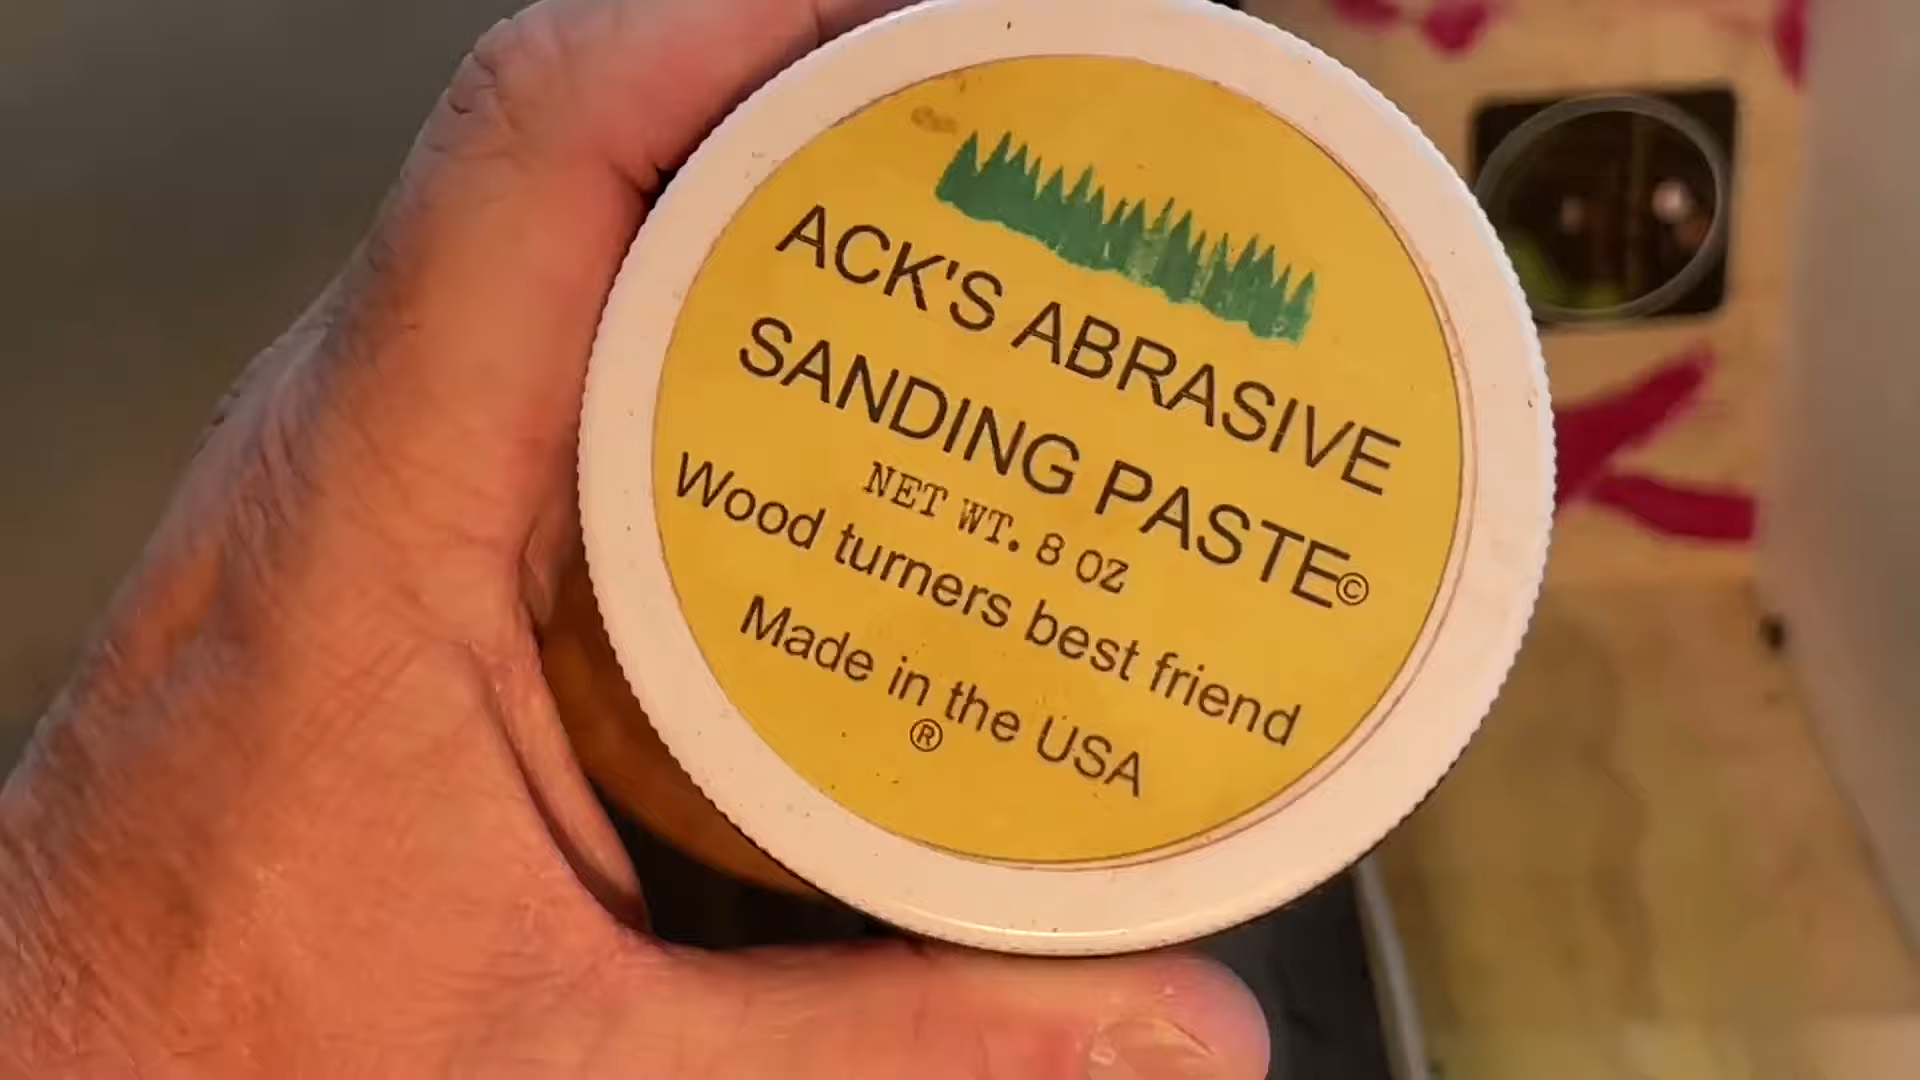 ACK'S ABRASIVE
SANDING PASTE©
NET WT. 8 OZ
Wood turners best friend
Made in the USA
®